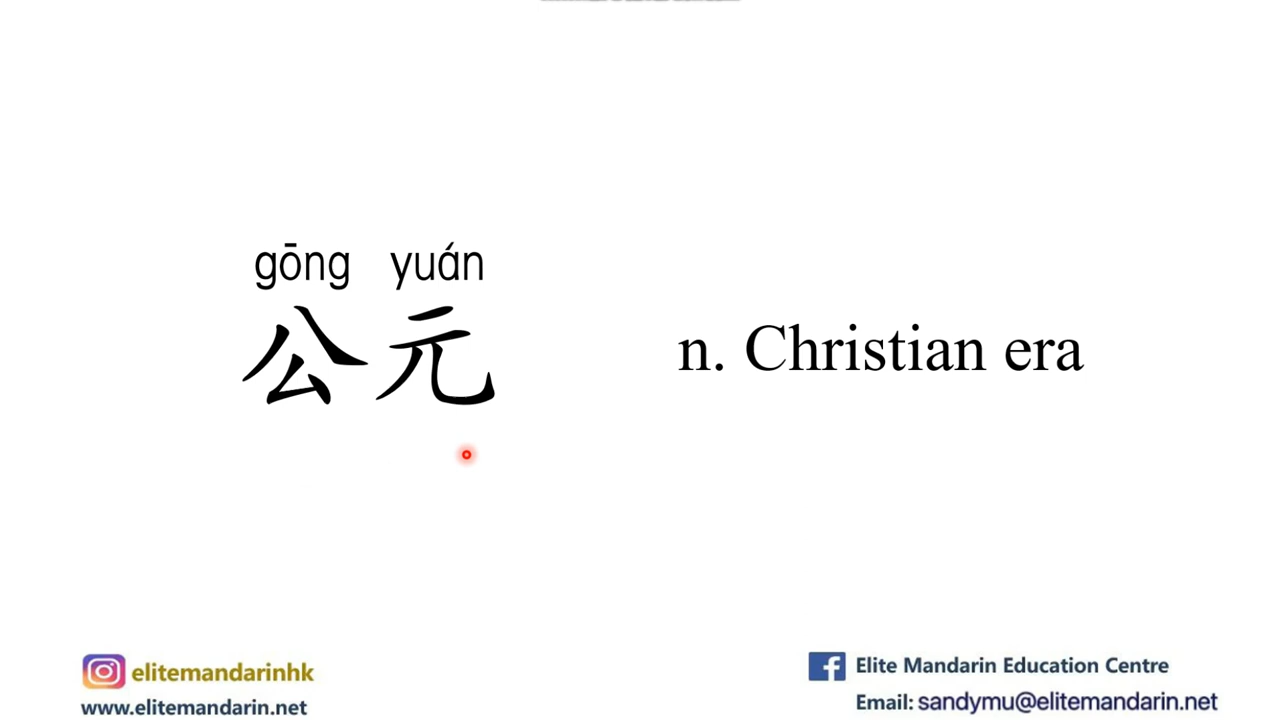 gōng yuán
公元
n. Christian era
elitemandarinhk
www.elitemandarin.net
Elite Mandarin Education Centre
Email: sandymu@elitemandarin.net